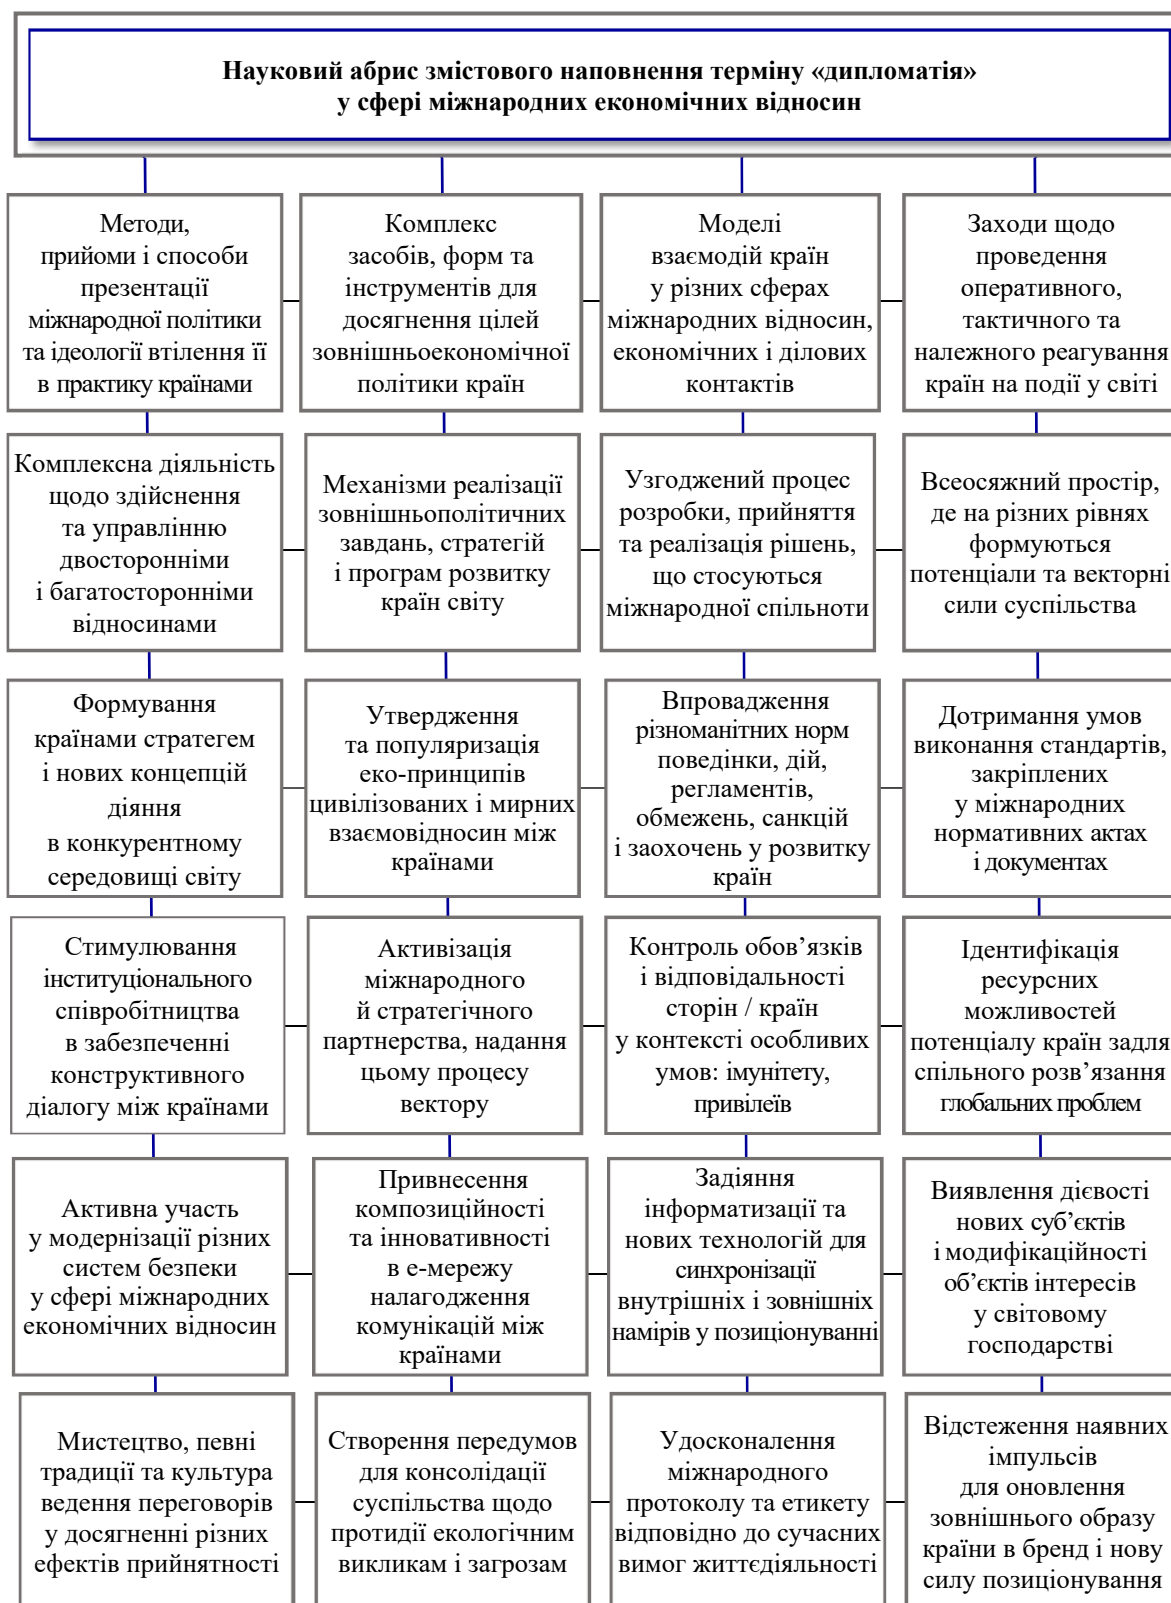 Науковий абрис змістового наповнення терміну «дипломатія»
у сфері міжнародних економічних відносин
Методи,
прийоми і способи
презентації
міжнародної політики
та ідеології втілення її
в практику країнами
Комплекс
засобів, форм та
інструментів для
досягнення цілей
зовнішньоекономічної
політики країн
Моделі
взаємодій країн
у різних сферах
міжнародних відносин,
економічних і ділових
контактів
Заходи щодо
проведення
оперативного,
тактичного та
належного реагування
країн на події у світі
Комплексна діяльність
щодо здійснення
та управлінню
двосторонніми
і багатосторонніми
відносинами
Механізми реалізації
зовнішньополітичних
завдань, стратегій
і програм розвитку
країн світу
Узгоджений процес
розробки, прийняття
та реалізація рішень,
що стосуються
міжнародної спільноти
Всеосяжний простір,
де на різних рівнях
формуються
потенціали та векторні
сили суспільства
Формування
країнами стратегем
і нових концепцій
діяння
в конкурентному
середовищі світу
Утвердження
та популяризація
еко-принципів
цивілізованих і мирних
взаємовідносин між
країнами
Впровадження
різноманітних норм
поведінки, дій,
регламентів,
обмежень, санкцій
і заохочень у розвитку
країн
Дотримання умов
виконання стандартів,
закріплених
у міжнародних
нормативних актах
і документах
Стимулювання
інституціонального
співробітництва
в забезпеченні
конструктивного
діалогу між країнами
Активізація
міжнародного
й стратегічного
партнерства, надання
цьому процесу
вектору
Контроль обов’язків
і відповідальності
сторін / країн
у контексті особливих
умов: імунітету,
привілеїв
Ідентифікація
ресурсних
можливостей
потенціалу країн задля
спільного розв’язання
глобальних проблем
Активна участь
у модернізації різних
систем безпеки
у сфері міжнародних
економічних відносин
Привнесення
композиційності
та інновативності
в е-мережу
налагодження
комунікацій між
країнами
Задіяння
інформатизації та
нових технологій для
синхронізації
внутрішніх і зовнішніх
намірів у позиціонуванні
Виявлення дієвості
нових суб’єктів
і модифікаційності
об’єктів інтересів
у світовому
господарстві
Мистецтво, певні
традиції та культура
ведення переговорів
у досягненні різних
ефектів прийнятності
Створення передумов
для консолідації
суспільства щодо
протидії екологічним
викликам і загрозам
Удосконалення
міжнародного
протоколу та етикету
відповідно до сучасних
вимог життєдіяльності
Відстеження наявних
імпульсів
для оновлення
зовнішнього образу
країни в бренд і нову
силу позиціонування